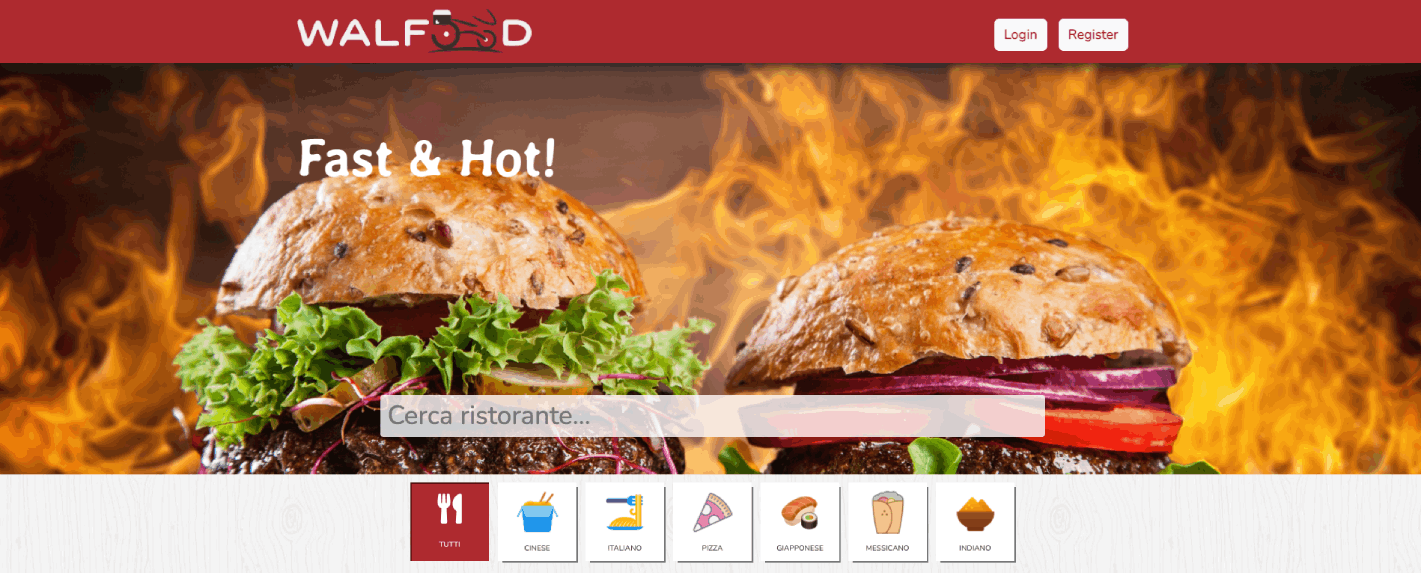 WALFOOD
Login
Register
Fast & Hot!
Cerca ristorante...
TUTTI
CINESE
ITALIANO
PIZZA
GIAPPONESE
MESSICANO
INDIANO